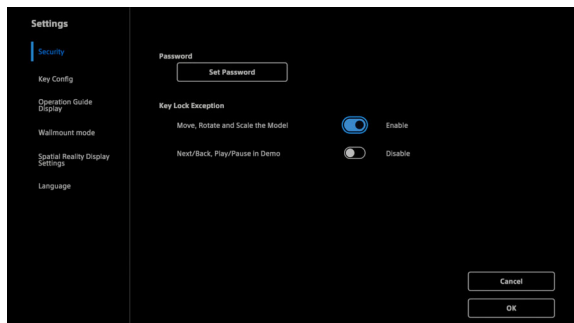 Settings
Security
Key Config
Operation Guide
Display
Wallmount mode
Spatial Reality Display
Settings
Language
Password
Set Password
Key Lock Exception
Move, Rotate and Scale the Model
Enable
Next/Back, Play/Pause in Demo
Disable
Cancel
OK